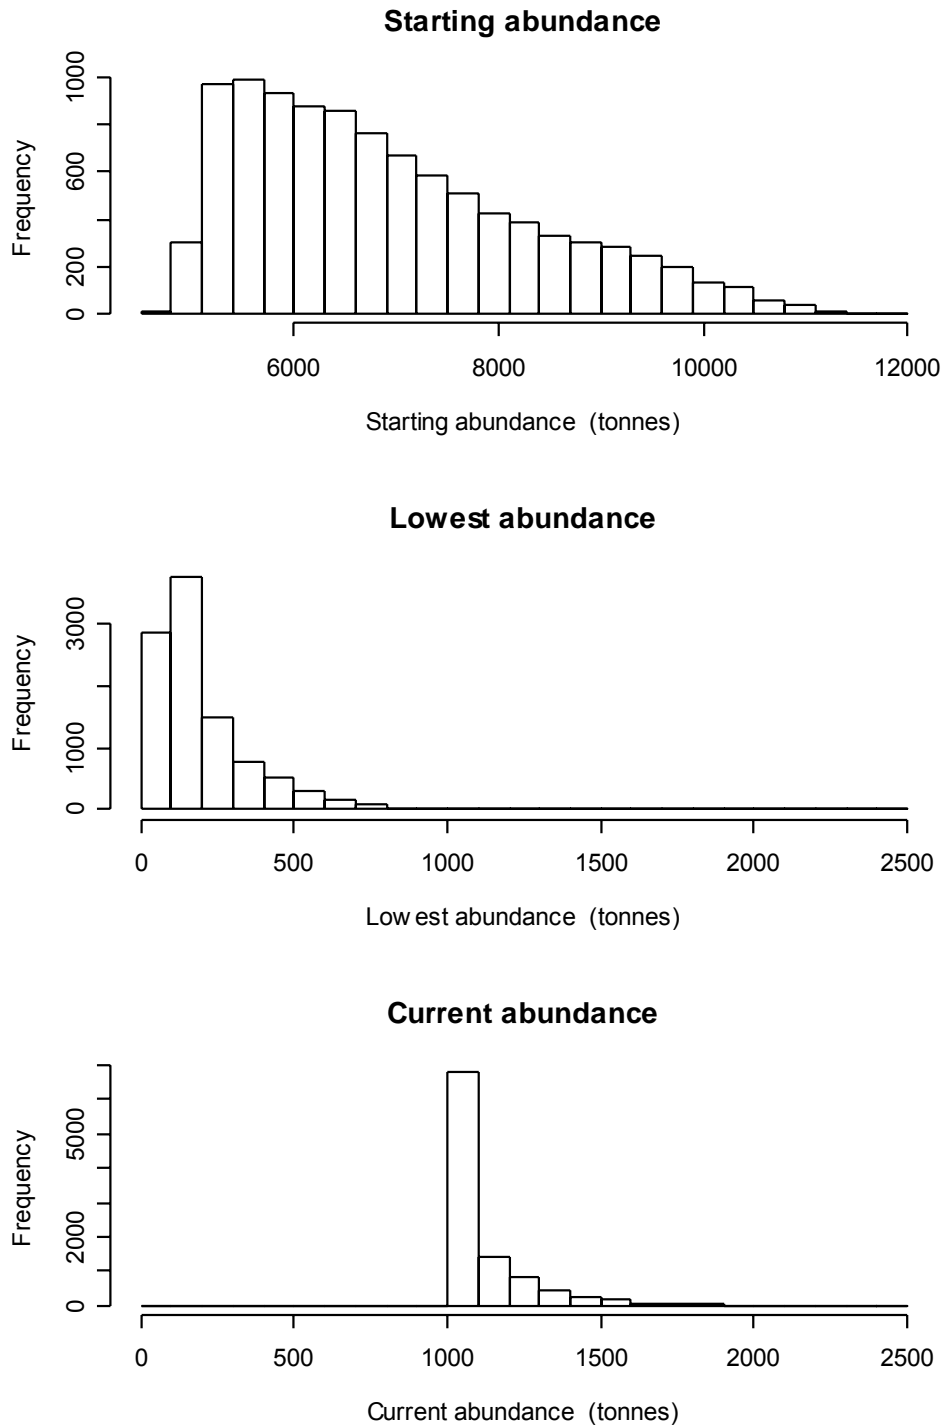 Starting abundance
Frequency
0
200
600
1000
6000 8000 10000 12000
Starting abundance (tonnes)
Lowest abundance
Frequency
0
1000
3000
0 500 1000 1500 2000 2500
Low est abundance (tonnes)
Current abundance
Frequency
0
2000
5000
0 500 1000 1500 2000 2500
Current abundance (tonnes)